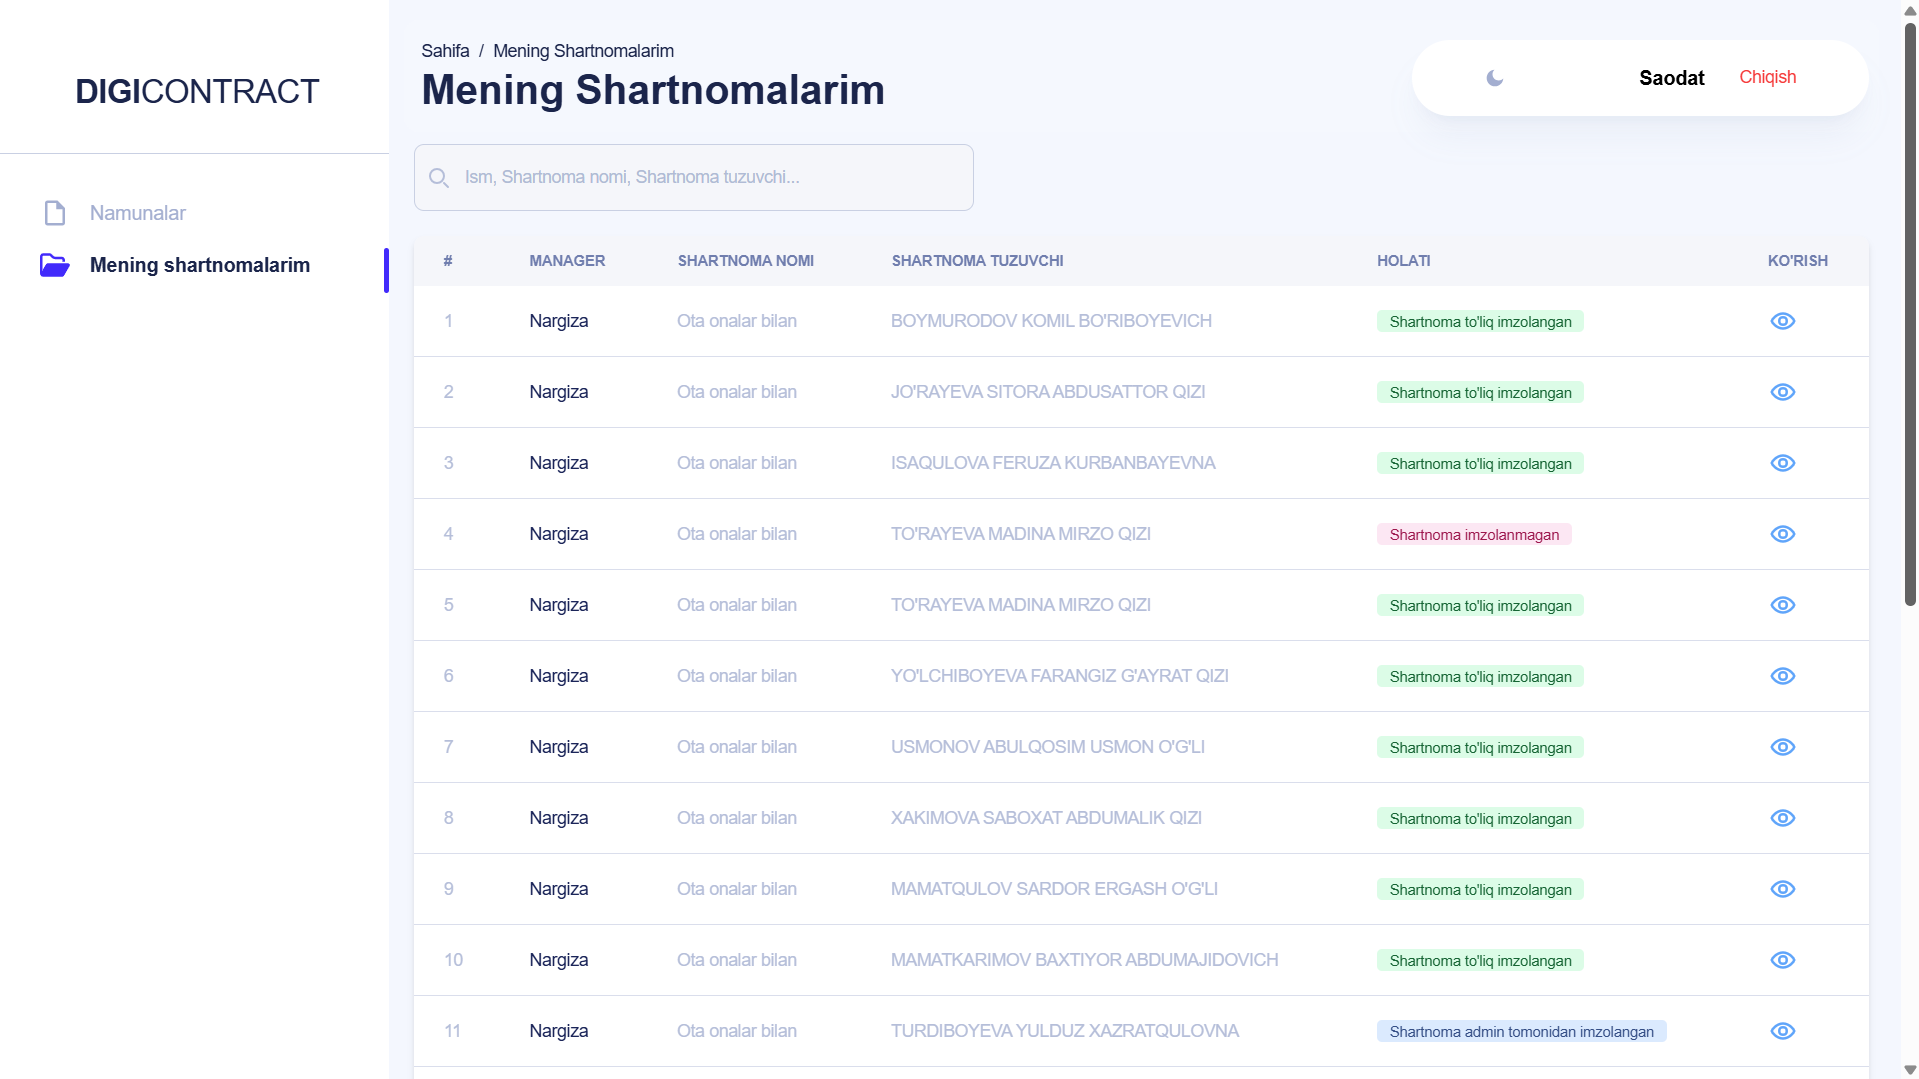 DIGICONTRACT
Namunalar
Mening shartnomalarim
Sahifa / Mening Shartnomalarim
Mening Shartnomalarim
Saodat Chiqish
Ism, Shartnoma nomi, Shartnoma tuzuvchi...
# MANAGER SHARTNOMA NOMI SHARTNOMA TUZUVCHI HOLATI KO'RISH
1 Nargiza Ota onalar bilan BOYMURODOV KOMIL BO'RIBOYEVICH Shartnoma to'liq imzolangan
2 Nargiza Ota onalar bilan JO'RAYEVA SITORA ABDUSATTOR QIZI Shartnoma to'liq imzolangan
3 Nargiza Ota onalar bilan ISAQULOVA FERUZA KURBANBAYEVNA Shartnoma to'liq imzolangan
4 Nargiza Ota onalar bilan TO'RAYEVA MADINA MIRZO QIZI Shartnoma imzolanmagan
5 Nargiza Ota onalar bilan TO'RAYEVA MADINA MIRZO QIZI Shartnoma to'liq imzolangan
6 Nargiza Ota onalar bilan YO'LCHIBOYEVA FARANGIZ G'AYRAT QIZI Shartnoma to'liq imzolangan
7 Nargiza Ota onalar bilan USMONOV ABULQOSIM USMON O'G'LI Shartnoma to'liq imzolangan
8 Nargiza Ota onalar bilan XAKIMOVA SABOXAT ABDUMALIK QIZI Shartnoma to'liq imzolangan
9 Nargiza Ota onalar bilan MAMATQULOV SARDOR ERGASH O'G'LI Shartnoma to'liq imzolangan
10 Nargiza Ota onalar bilan MAMATKARIMOV BAXTIYOR ABDUMAJIDOVICH Shartnoma to'liq imzolangan
11 Nargiza Ota onalar bilan TURDIBOYEVA YULDUZ XAZRATQULOVNA Shartnoma admin tomonidan imzolangan